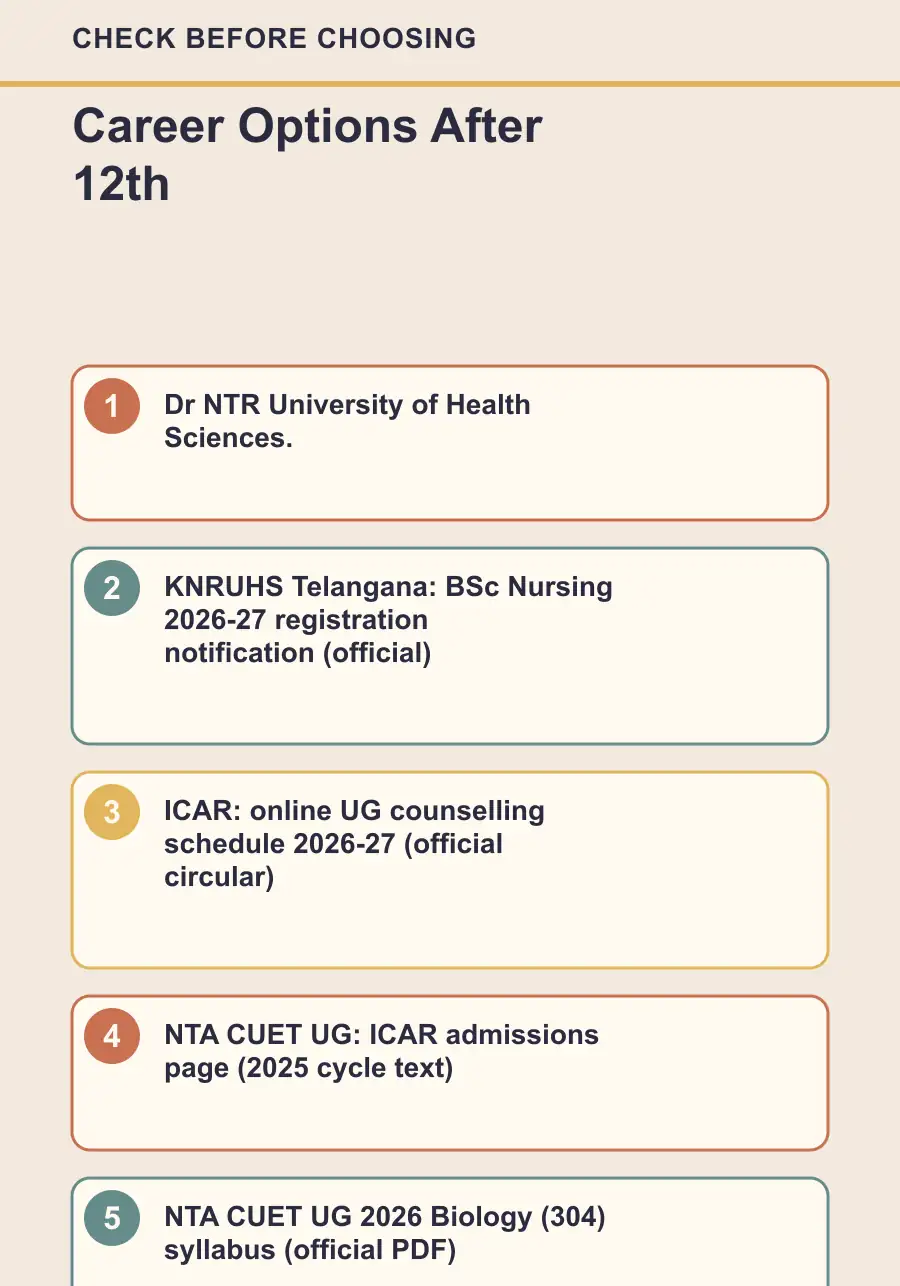 CHECK BEFORE CHOOSING
Career Options After
12th
1
Dr NTR University of Health
Sciences.
2
KNRUHS Telangana: BSc Nursing
2026-27 registration
notification (official)
3
ICAR: online UG counselling
schedule 2026-27 (official
circular)
4
NTA CUET UG: ICAR admissions
page (2025 cycle text)
5
NTA CUET UG 2026 Biology (304)
syllabus (official PDF)